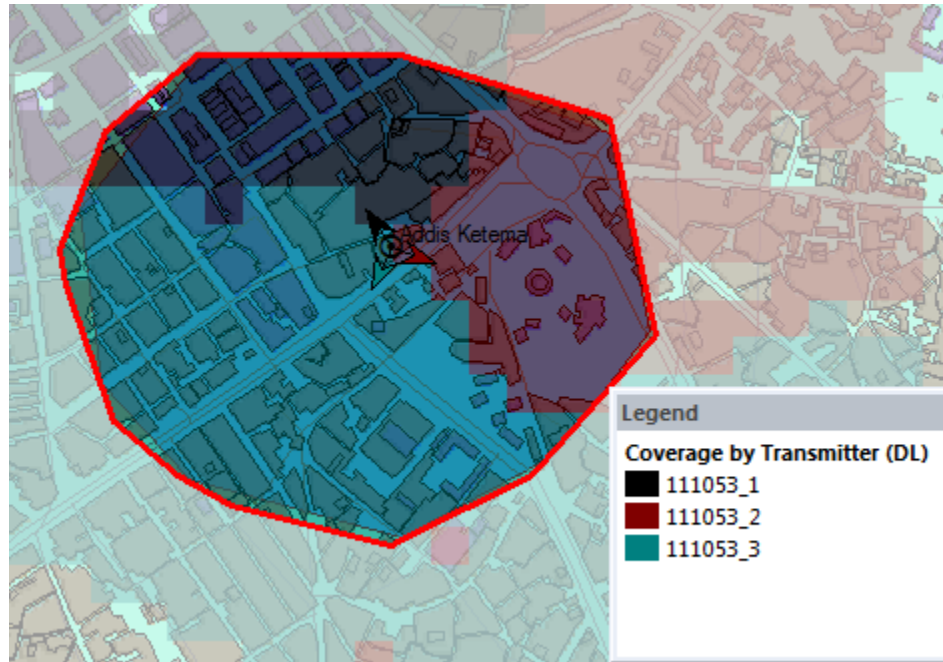 Addis Ketema
Legend
Coverage by Transmitter (DL)
111053_1
111053_2
111053_3